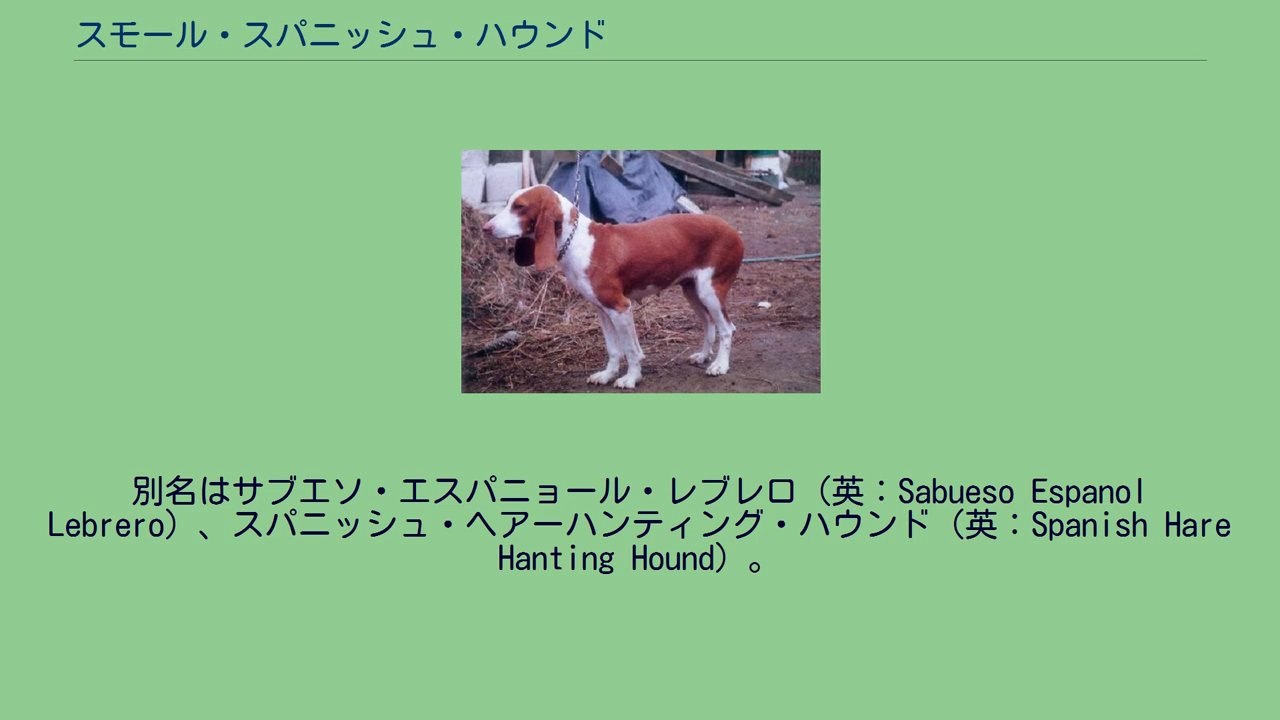 スモール・スパニッシュ・ハウンド
別名はサブエソ・エスパニョール・レブレロ（英：Sabueso Espanol
Lebrero）、スパニッシュ・ヘアーハンティング・ハウンド（英：Spanish Hare
Hanting Hound）。